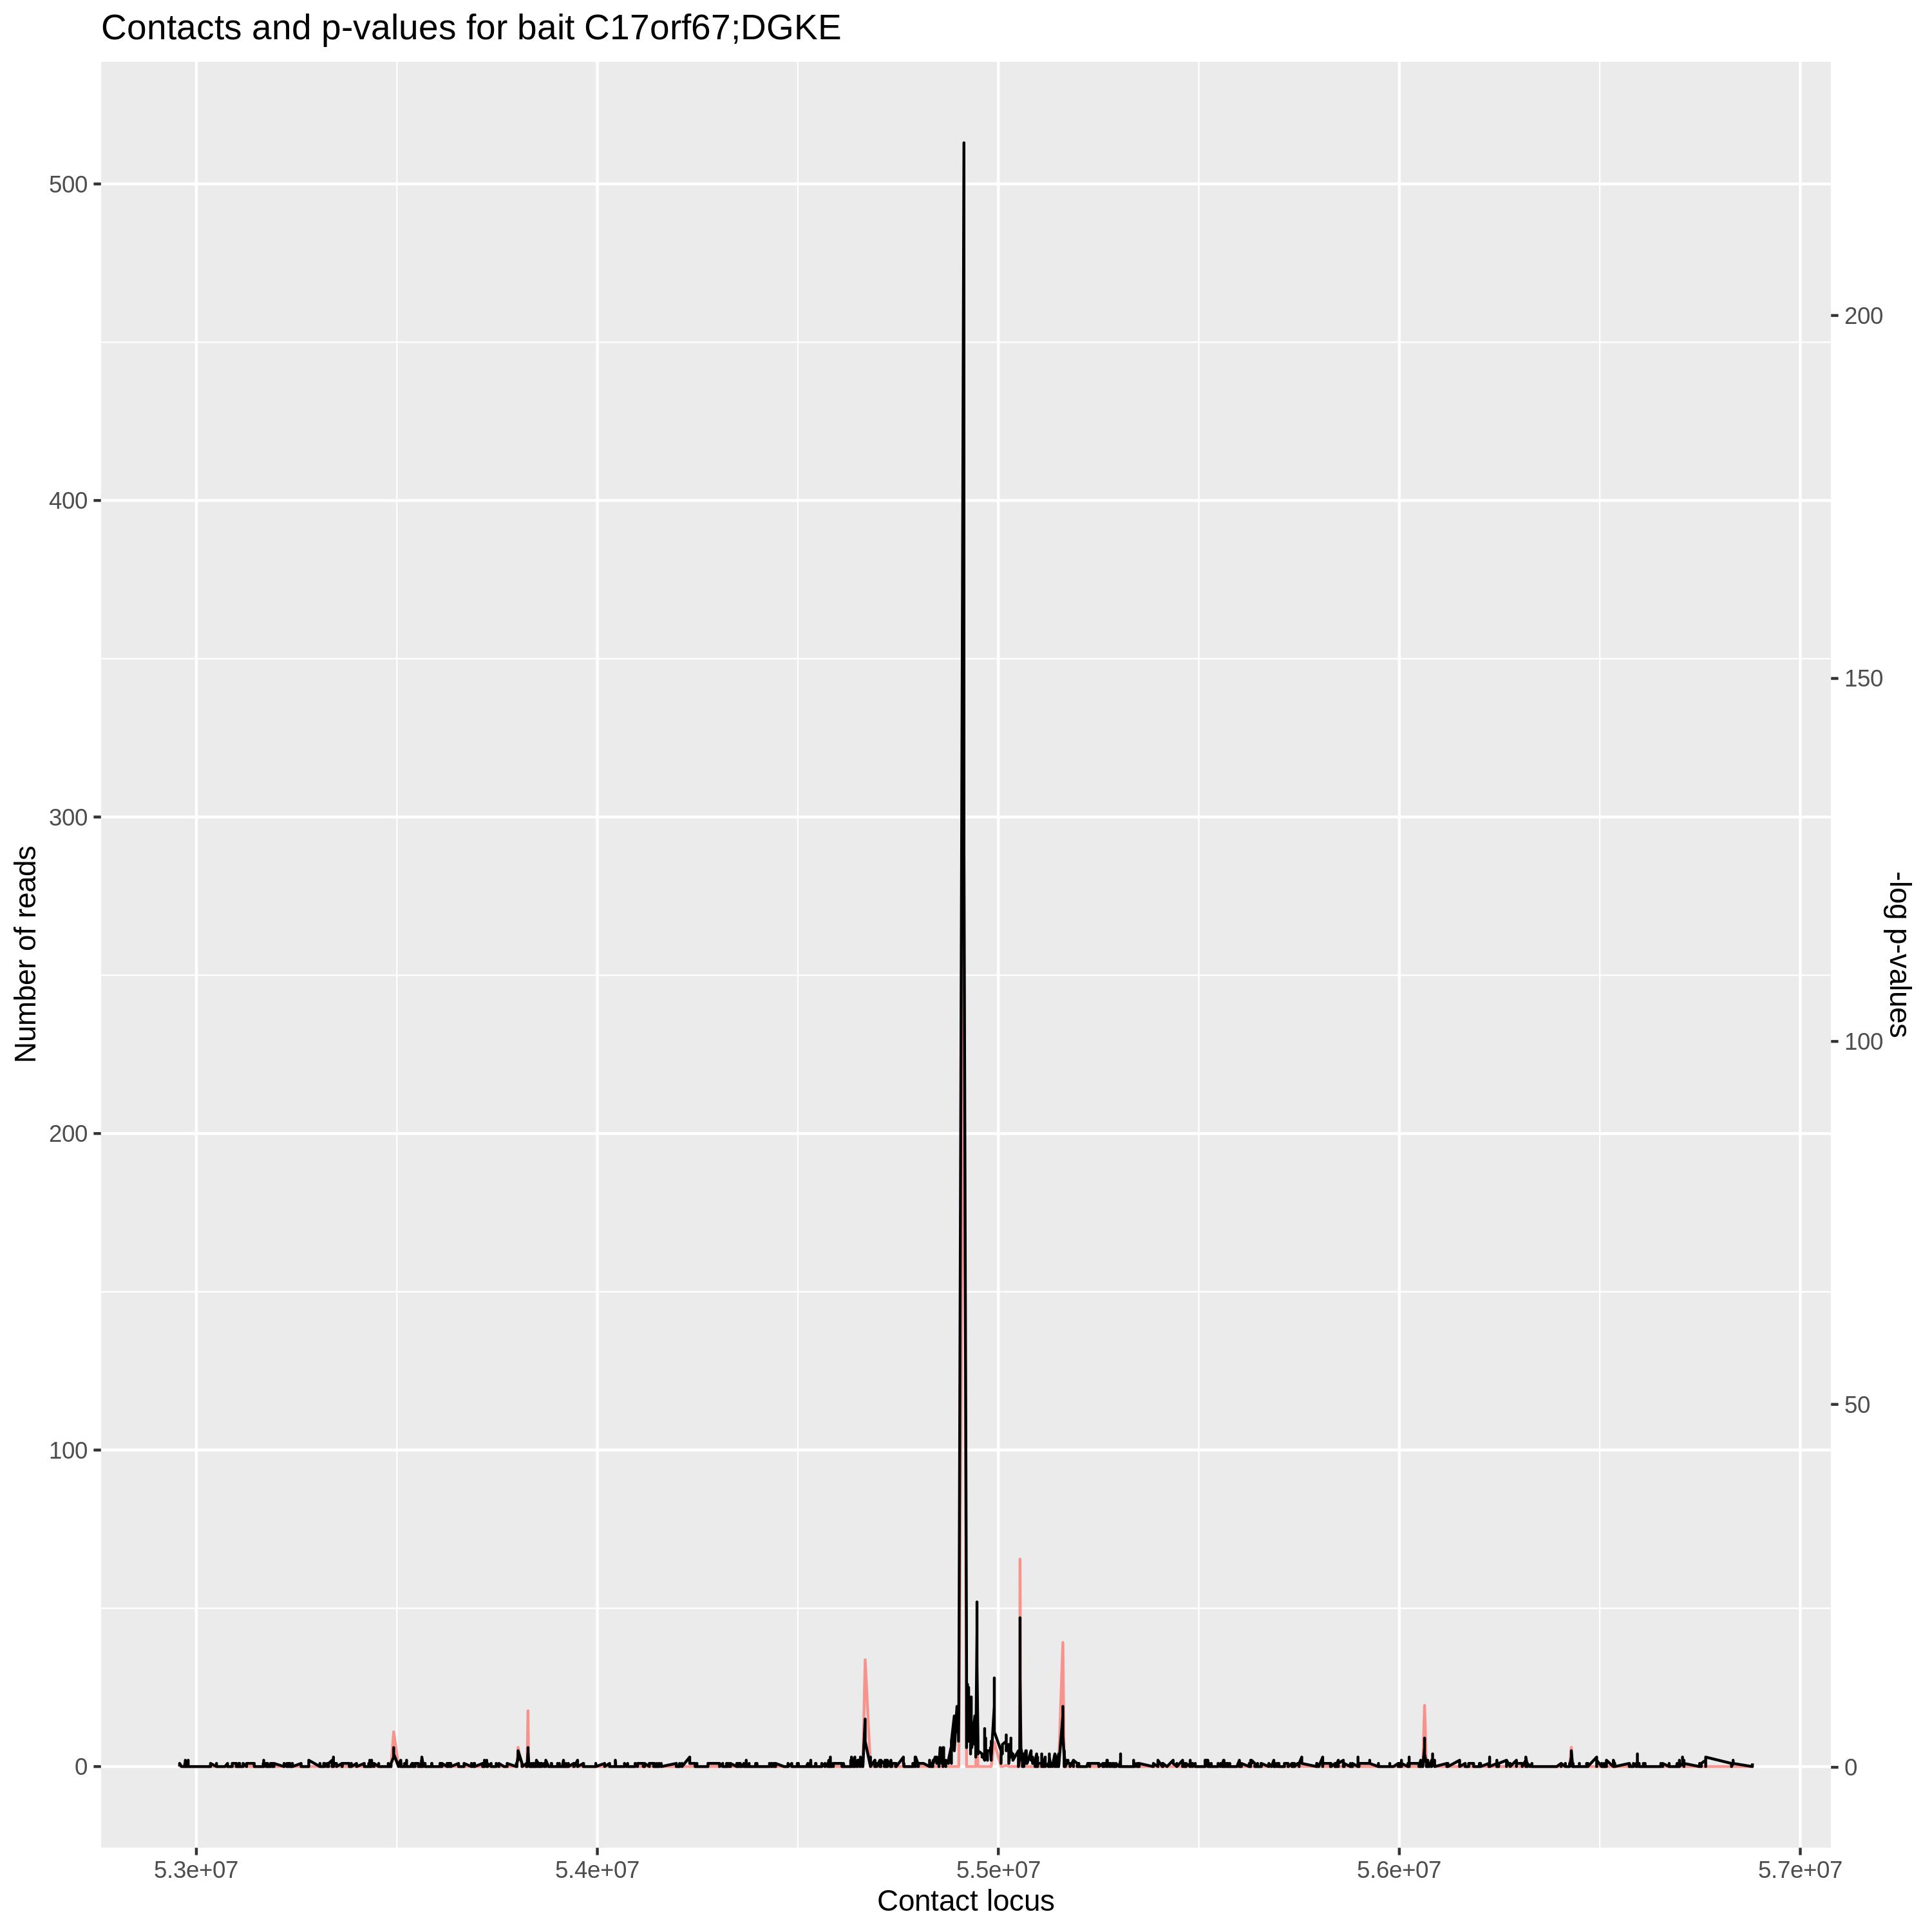 Contacts and p-values for bait C17orf67;DGKE
500
400
300
200
100
0
Number of reads
200
150
100
50
0
-log p-values
5.3e+07
5.4e+07
5.5e+07
5.6e+07
5.7e+07
Contact locus